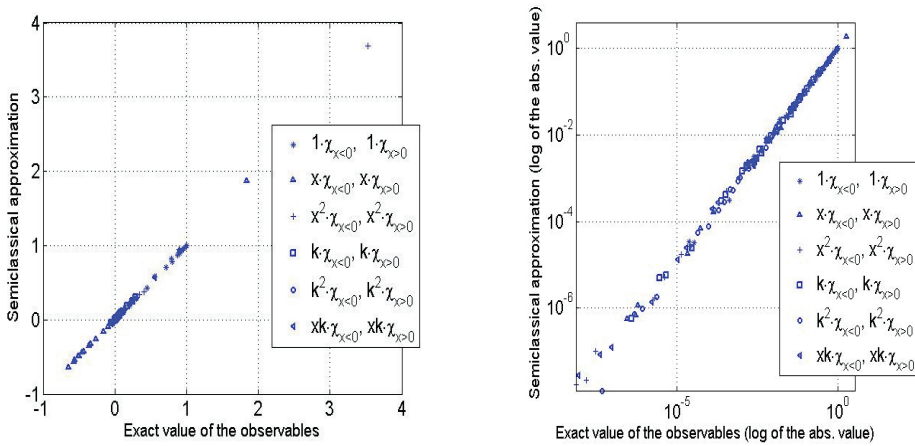 4
3
2
1
0
-1
-1 0 1 2 3 4
Semiclassical approximation
Exact value of the observables
1·χx<0, 1·χx>0
x·χx<0, x·χx>0
x²·χx<0, x²·χx>0
k·χx<0, k·χx>0
k²·χx<0, k²·χx>0
xk·χx<0, xk·χx>0
10⁰
10⁻²
10⁻⁴
10⁻⁶
10⁻⁵ 10⁰
Semiclassical approximation (log of the abs. value)
Exact value of the observables (log of the abs. value)
1·χx<0, 1·χx>0
x·χx<0, x·χx>0
x²·χx<0, x²·χx>0
k·χx<0, k·χx>0
k²·χx<0, k²·χx>0
xk·χx<0, xk·χx>0